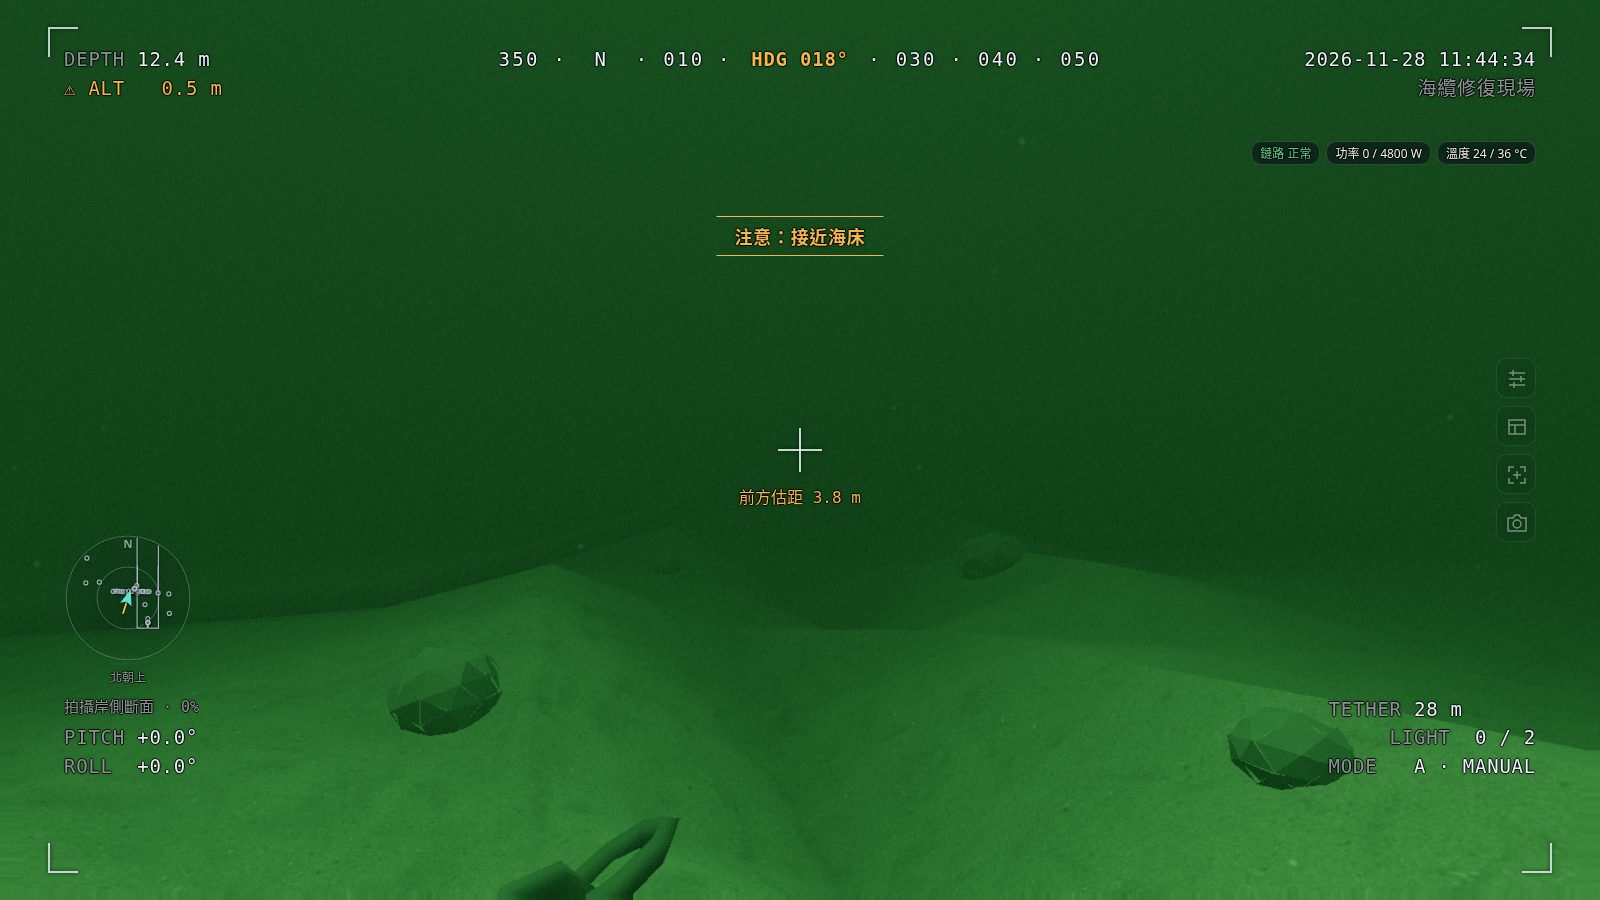 DEPTH 12.4 m
⚠ ALT 0.5 m
350 · N · 010 · HDG 018° · 030 · 040 · 050
2026-11-28 11:44:34
海纜修復現場
鏈路 正常
功率 0 / 4800 W
溫度 24 / 36 °C
注意：接近海床
前方估距 3.8 m
N
北朝上
拍攝岸側斷面 · 0%
PITCH +0.0°
ROLL +0.0°
TETHER 28 m
LIGHT 0 / 2
MODE A · MANUAL